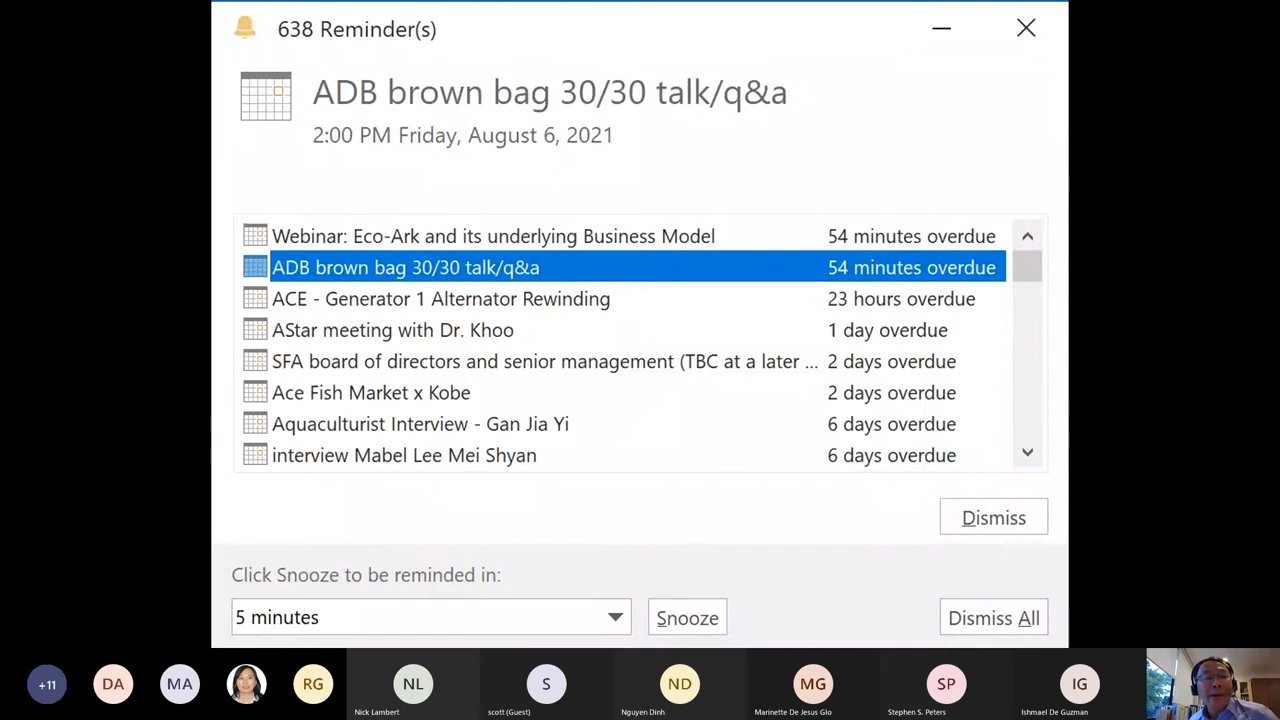 638 Reminder(s)
ADB brown bag 30/30 talk/q&a
2:00 PM Friday, August 6, 2021
Webinar: Eco-Ark and its underlying Business Model 54 minutes overdue
ADB brown bag 30/30 talk/q&a 54 minutes overdue
ACE - Generator 1 Alternator Rewinding 23 hours overdue
AStar meeting with Dr. Khoo 1 day overdue
SFA board of directors and senior management (TBC at a later ... 2 days overdue
Ace Fish Market x Kobe 2 days overdue
Aquaculturist Interview - Gan Jia Yi 6 days overdue
interview Mabel Lee Mei Shyan 6 days overdue
Dismiss
Click Snooze to be reminded in:
5 minutes Snooze Dismiss All
+11 DA MA RG NL S ND MG SP IG
Nick Lambert scott (Guest) Nguyen Dinh Marinette De Jesus Glo Stephen S. Peters Ishmael De Guzman